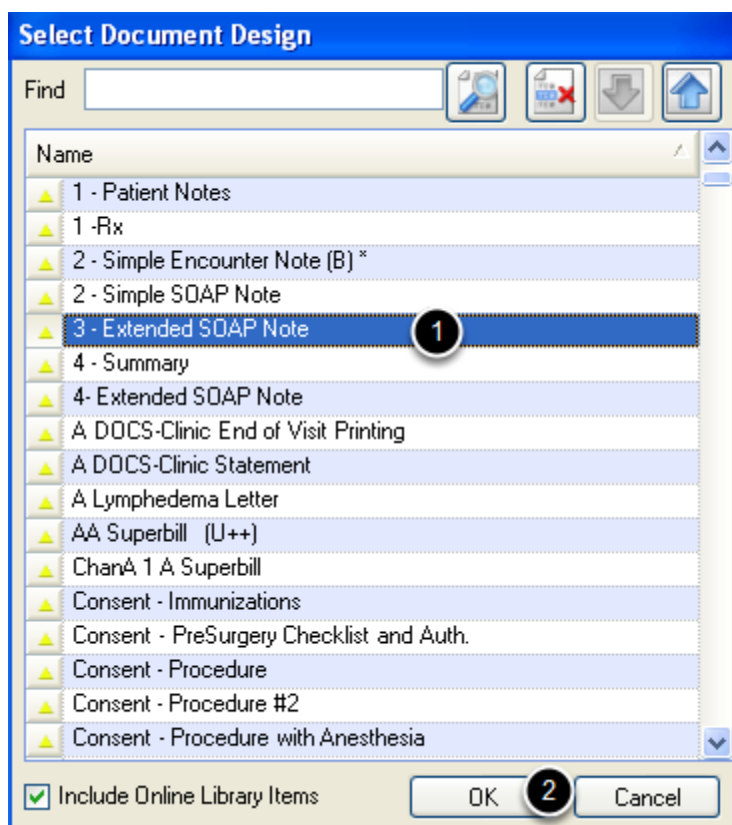 Select Document Design
Find
Name
1 - Patient Notes
1 -Rx
2 - Simple Encounter Note (B) *
2 - Simple SOAP Note
3 - Extended SOAP Note 1
4 - Summary
4- Extended SOAP Note
A DOCS-Clinic End of Visit Printing
A DOCS-Clinic Statement
A Lymphedema Letter
AA Superbill (U++)
ChanA 1 A Superbill
Consent - Immunizations
Consent - PreSurgery Checklist and Auth.
Consent - Procedure
Consent - Procedure #2
Consent - Procedure with Anesthesia
Include Online Library Items OK 2 Cancel